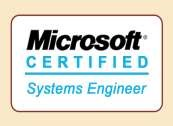 Microsoft®
CERTIFIED
Systems Engineer